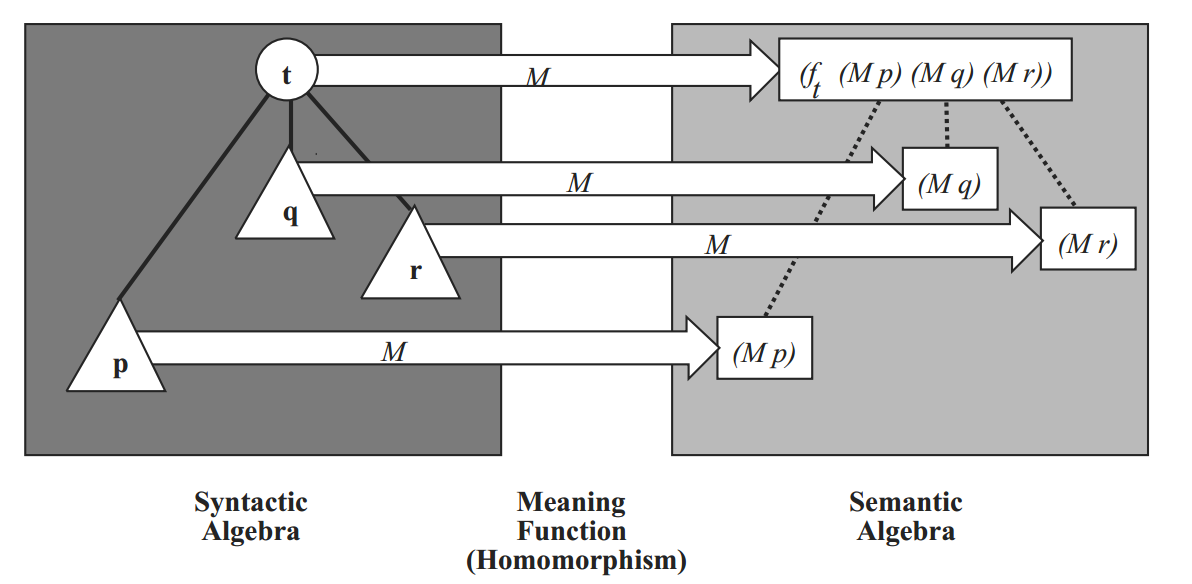 t
M
(f_t (M p) (M q) (M r))
q
M
(M q)
r
M
(M r)
p
M
(M p)
Syntactic
Algebra
Meaning
Function
(Homomorphism)
Semantic
Algebra